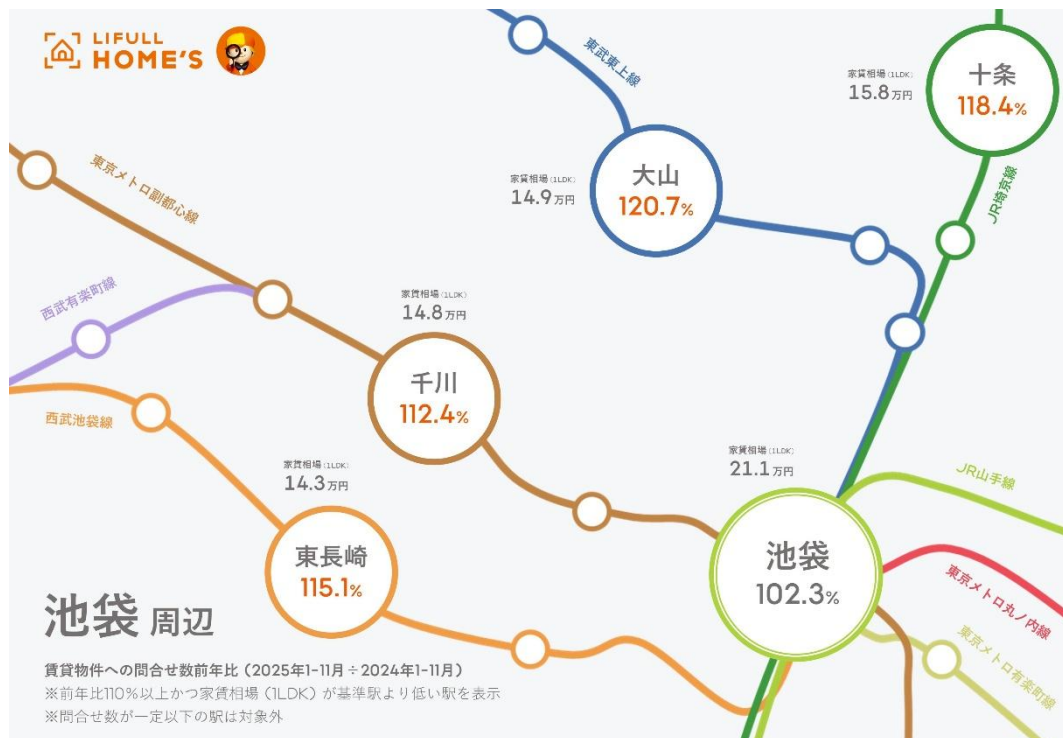 LIFULL
HOME'S
東武東上線
家賃相場(1LDK)
15.8万円
十条
118.4%
東京メトロ副都心線
家賃相場(1LDK)
14.9万円
大山
120.7%
JR埼京線
西武有楽町線
家賃相場(1LDK)
14.8万円
千川
112.4%
西武池袋線
家賃相場(1LDK)
14.3万円
東長崎
115.1%
家賃相場(1LDK)
21.1万円
池袋
102.3%
JR山手線
東京メトロ丸ノ内線
東京メトロ有楽町線
池袋 周辺
賃貸物件への問合せ数前年比(2025年1-11月÷2024年1-11月)
※前年比110%以上かつ家賃相場(1LDK)が基準駅より低い駅を表示
※問合せ数が一定以下の駅は対象外